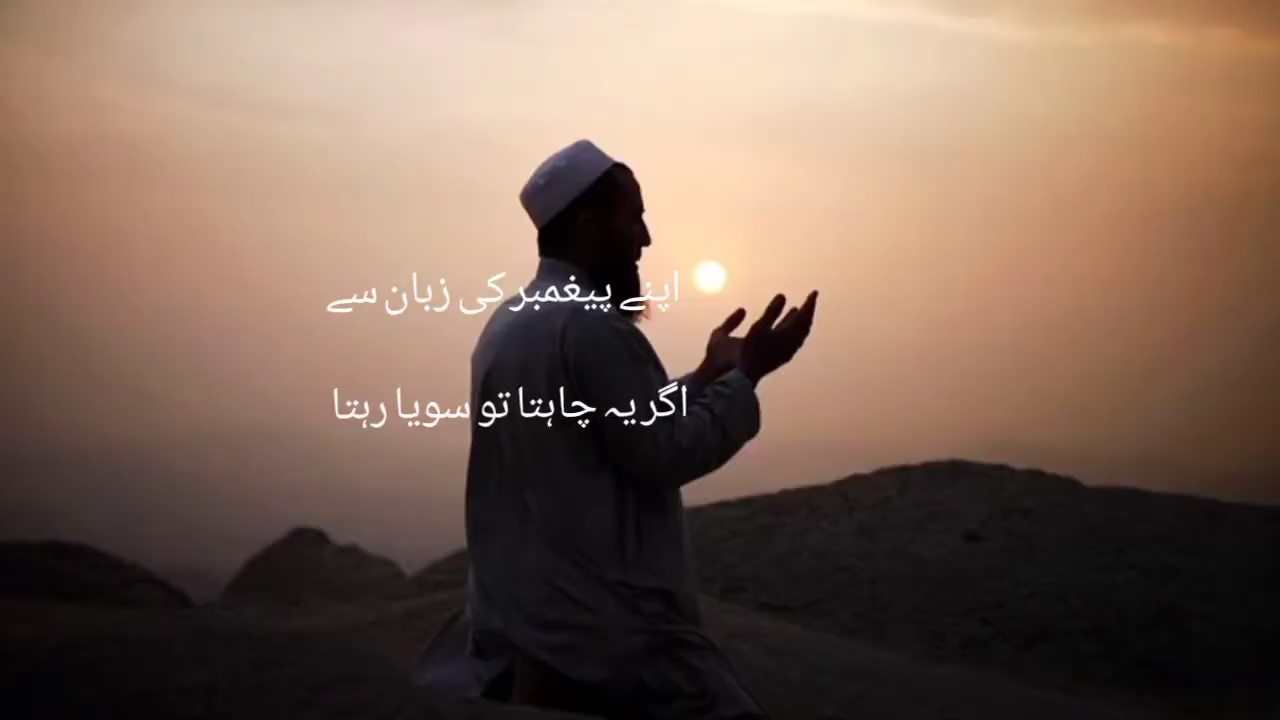 اپنے پیغمبر کی زبان سے
اگر یہ چاہتا تو سویا رہتا